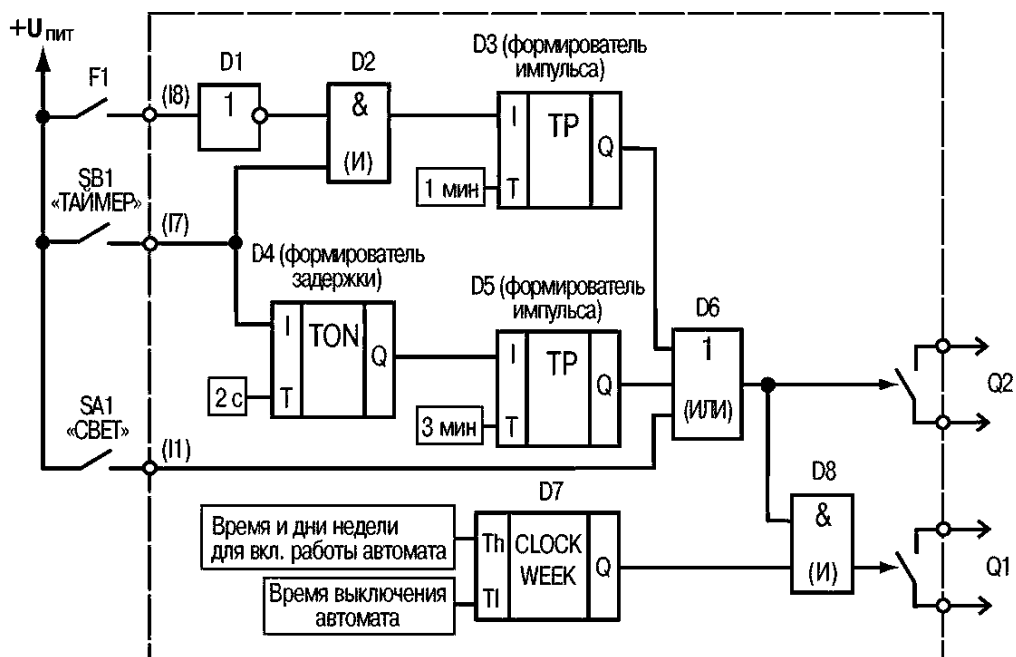 +Uпит
F1
(I8)
D1
1
D2
&
(И)
D3 (формирователь
импульса)
I
TP
Q
1 мин
T
SB1
«ТАЙМЕР»
(I7)
D4 (формирователь
задержки)
I
TON
Q
2 с
T
D5 (формирователь
импульса)
I
TP
Q
3 мин
T
D6
1
(ИЛИ)
Q2
SA1
«СВЕТ»
(I1)
D7
Время и дни недели
для вкл. работы автомата
Th
CLOCK
WEEK
Q
Время выключения
автомата
Tl
D8
&
(И)
Q1